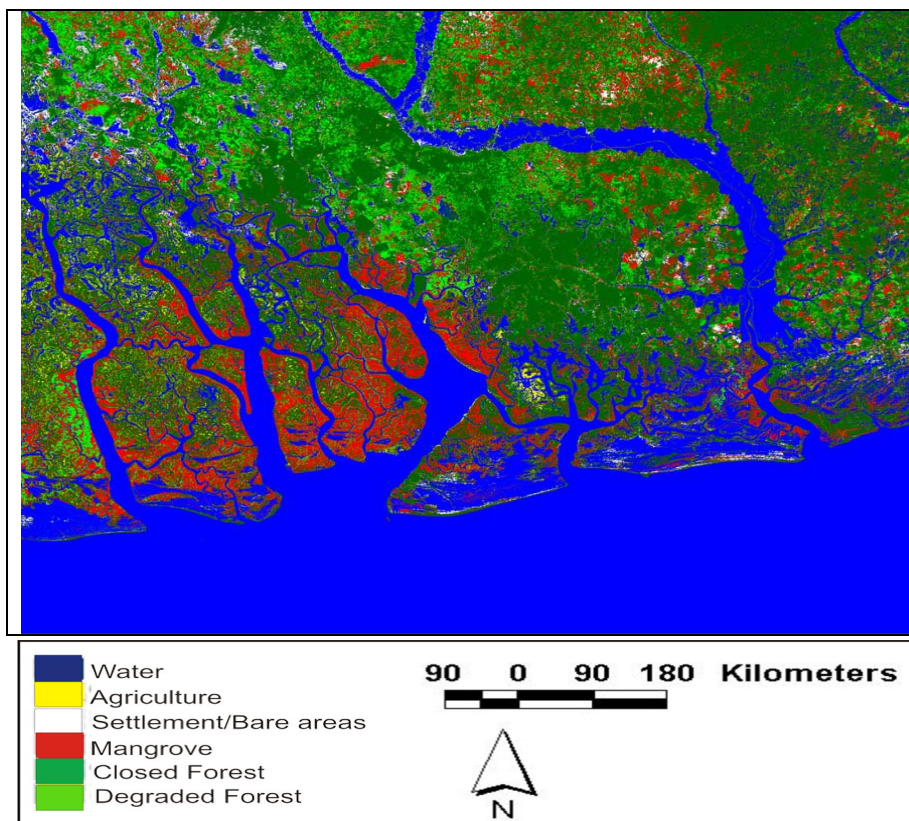 Water
Agriculture
Settlement/Bare areas
Mangrove
Closed Forest
Degraded Forest
90 0 90 180 Kilometers
N